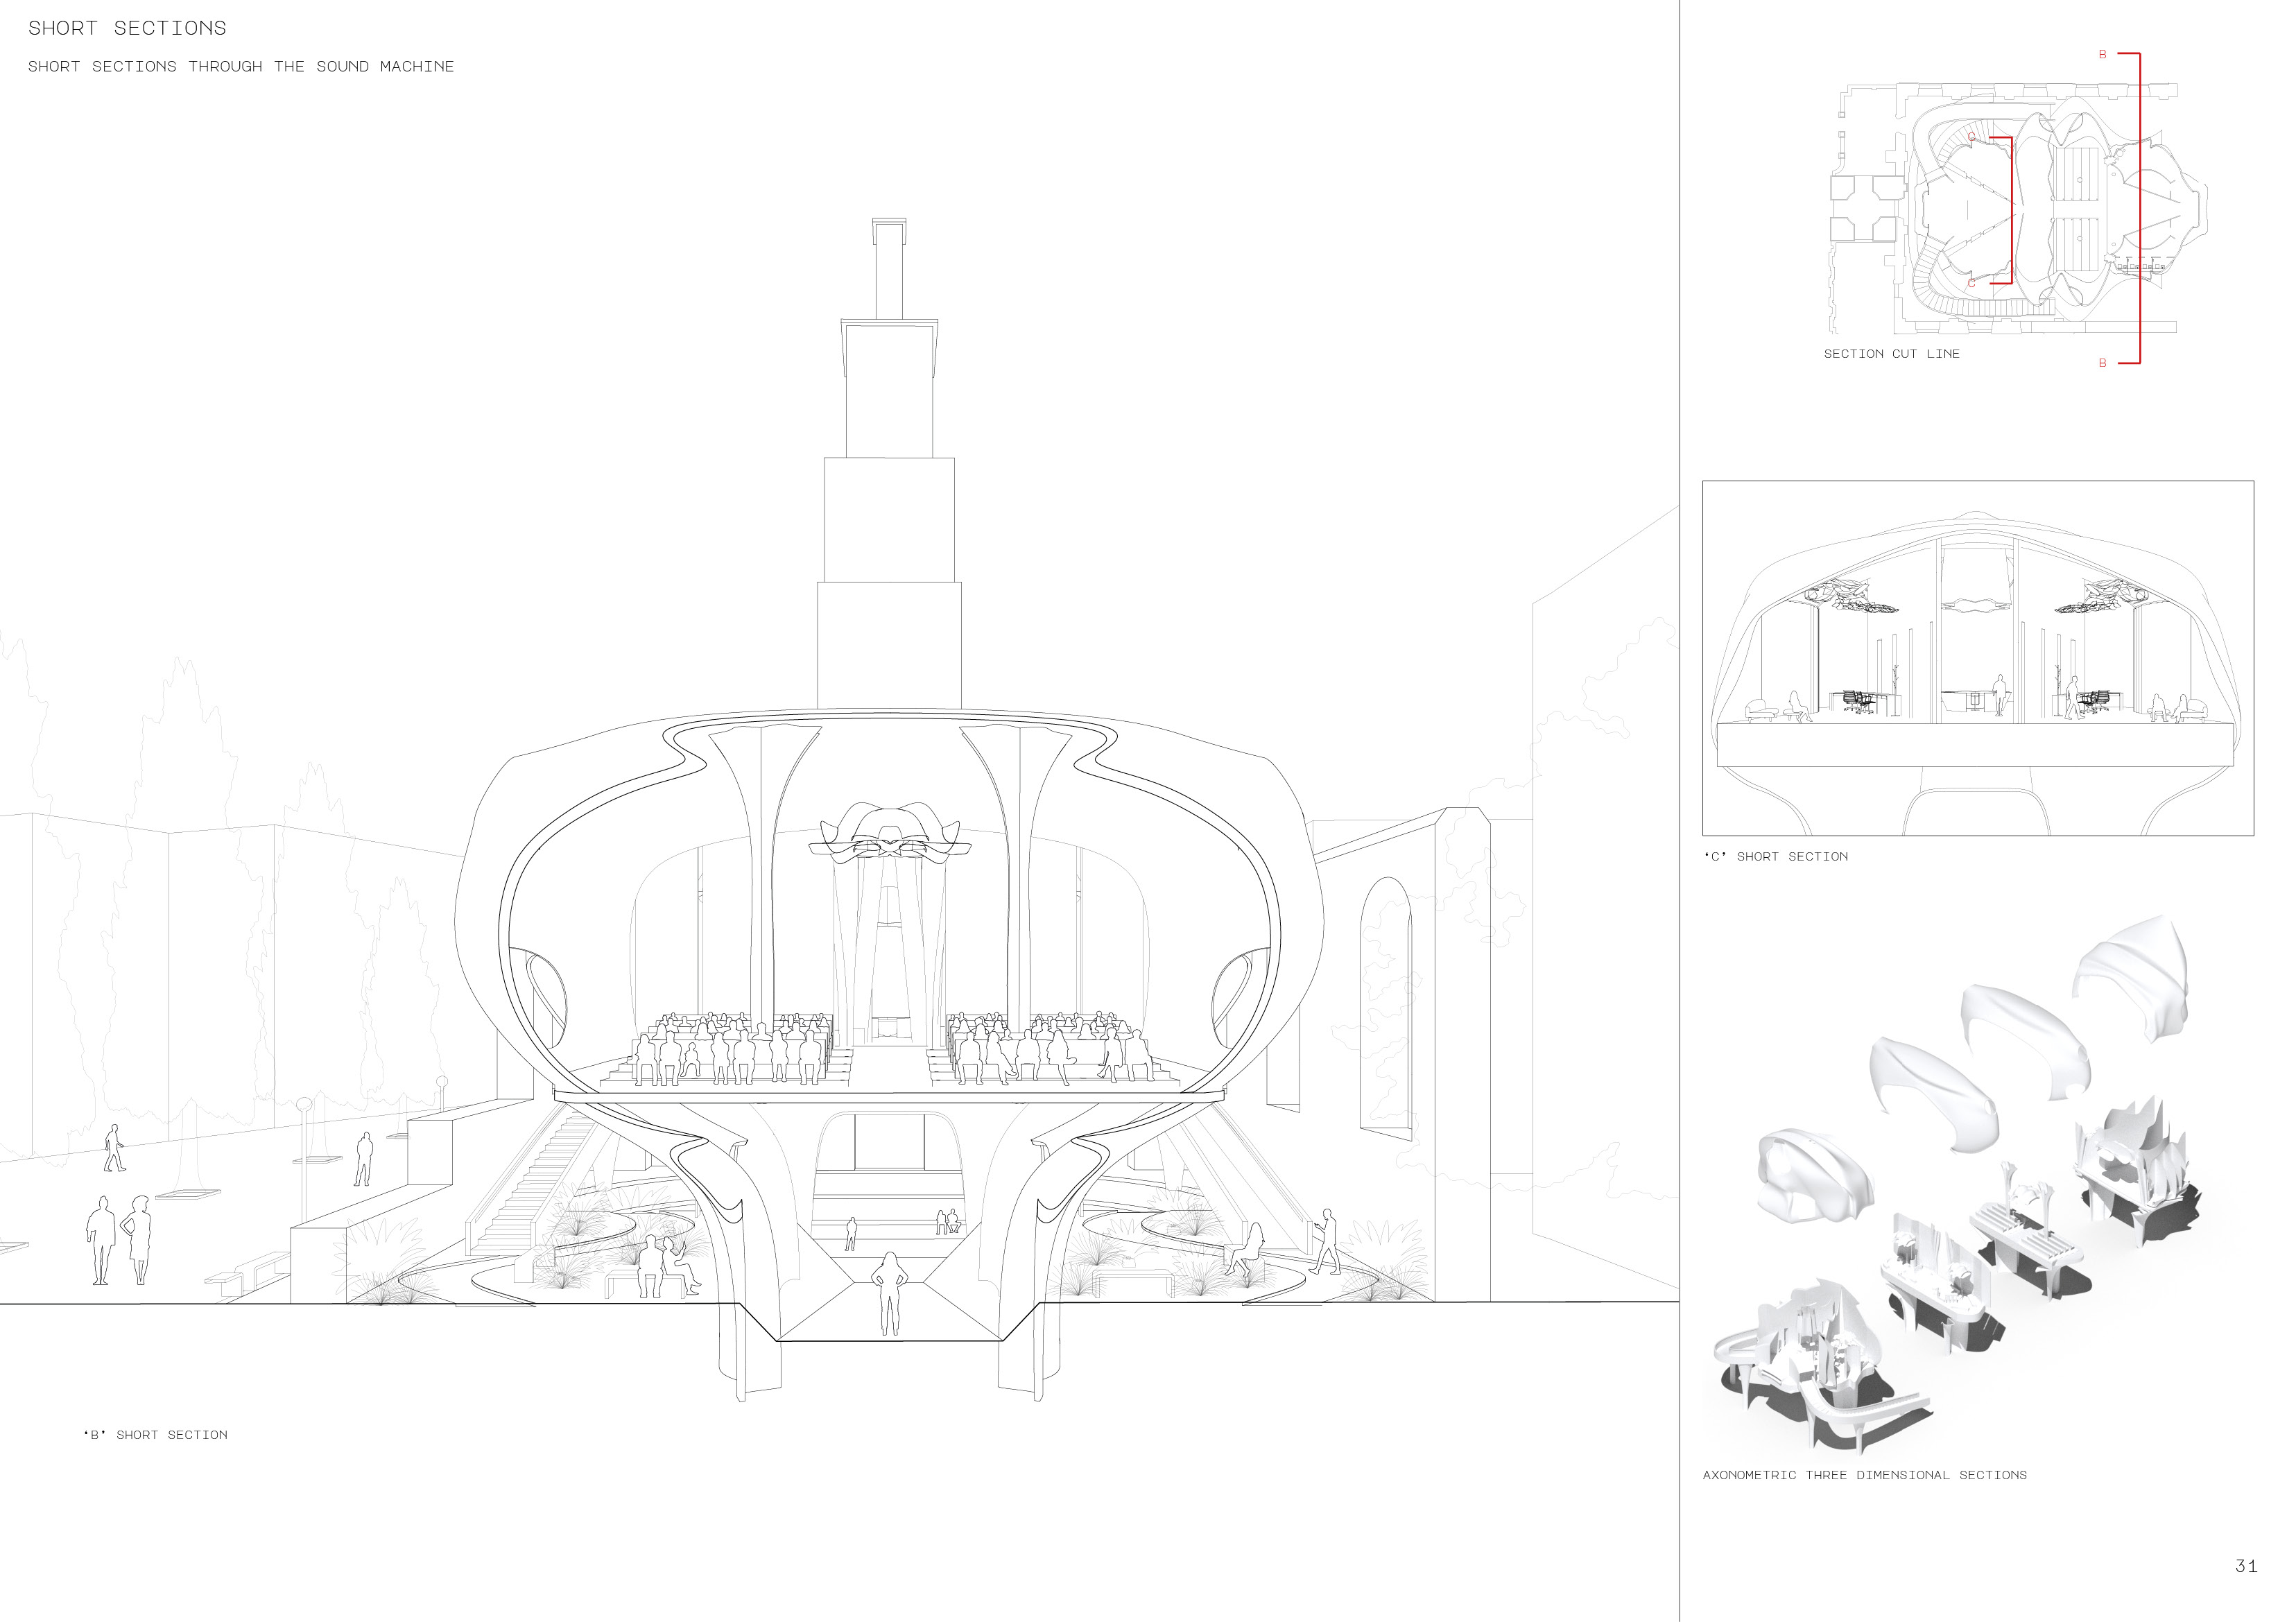 SHORT SECTIONS
SHORT SECTIONS THROUGH THE SOUND MACHINE
B
C
C
B
SECTION CUT LINE
'C' SHORT SECTION
'B' SHORT SECTION
AXONOMETRIC THREE DIMENSIONAL SECTIONS
31